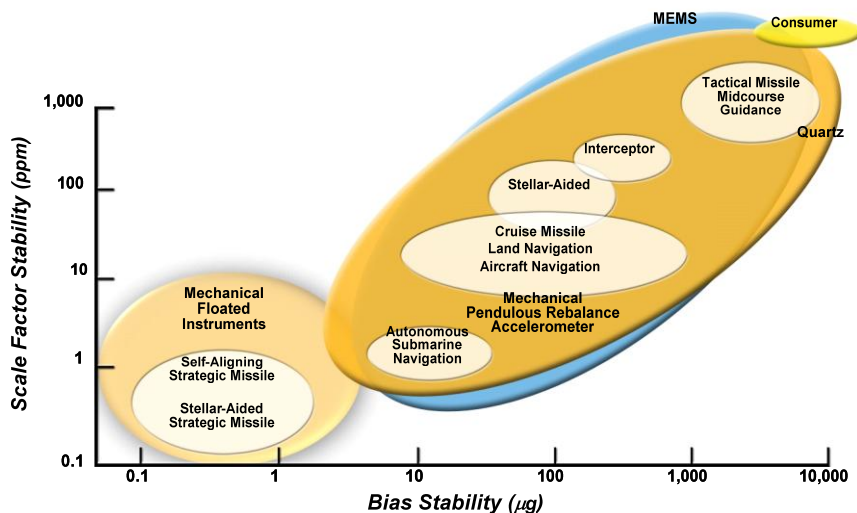 MEMS
Consumer
Tactical Missile
Midcourse
Guidance
Quartz
Interceptor
Stellar-Aided
Cruise Missile
Land Navigation
Aircraft Navigation
Mechanical
Pendulous Rebalance
Accelerometer
Autonomous
Submarine
Navigation
Mechanical
Floated
Instruments
Self-Aligning
Strategic Missile
Stellar-Aided
Strategic Missile
Scale Factor Stability (ppm)
1,000
100
10
1
0.1
0.1
1
10
100
1,000
10,000
Bias Stability (µg)